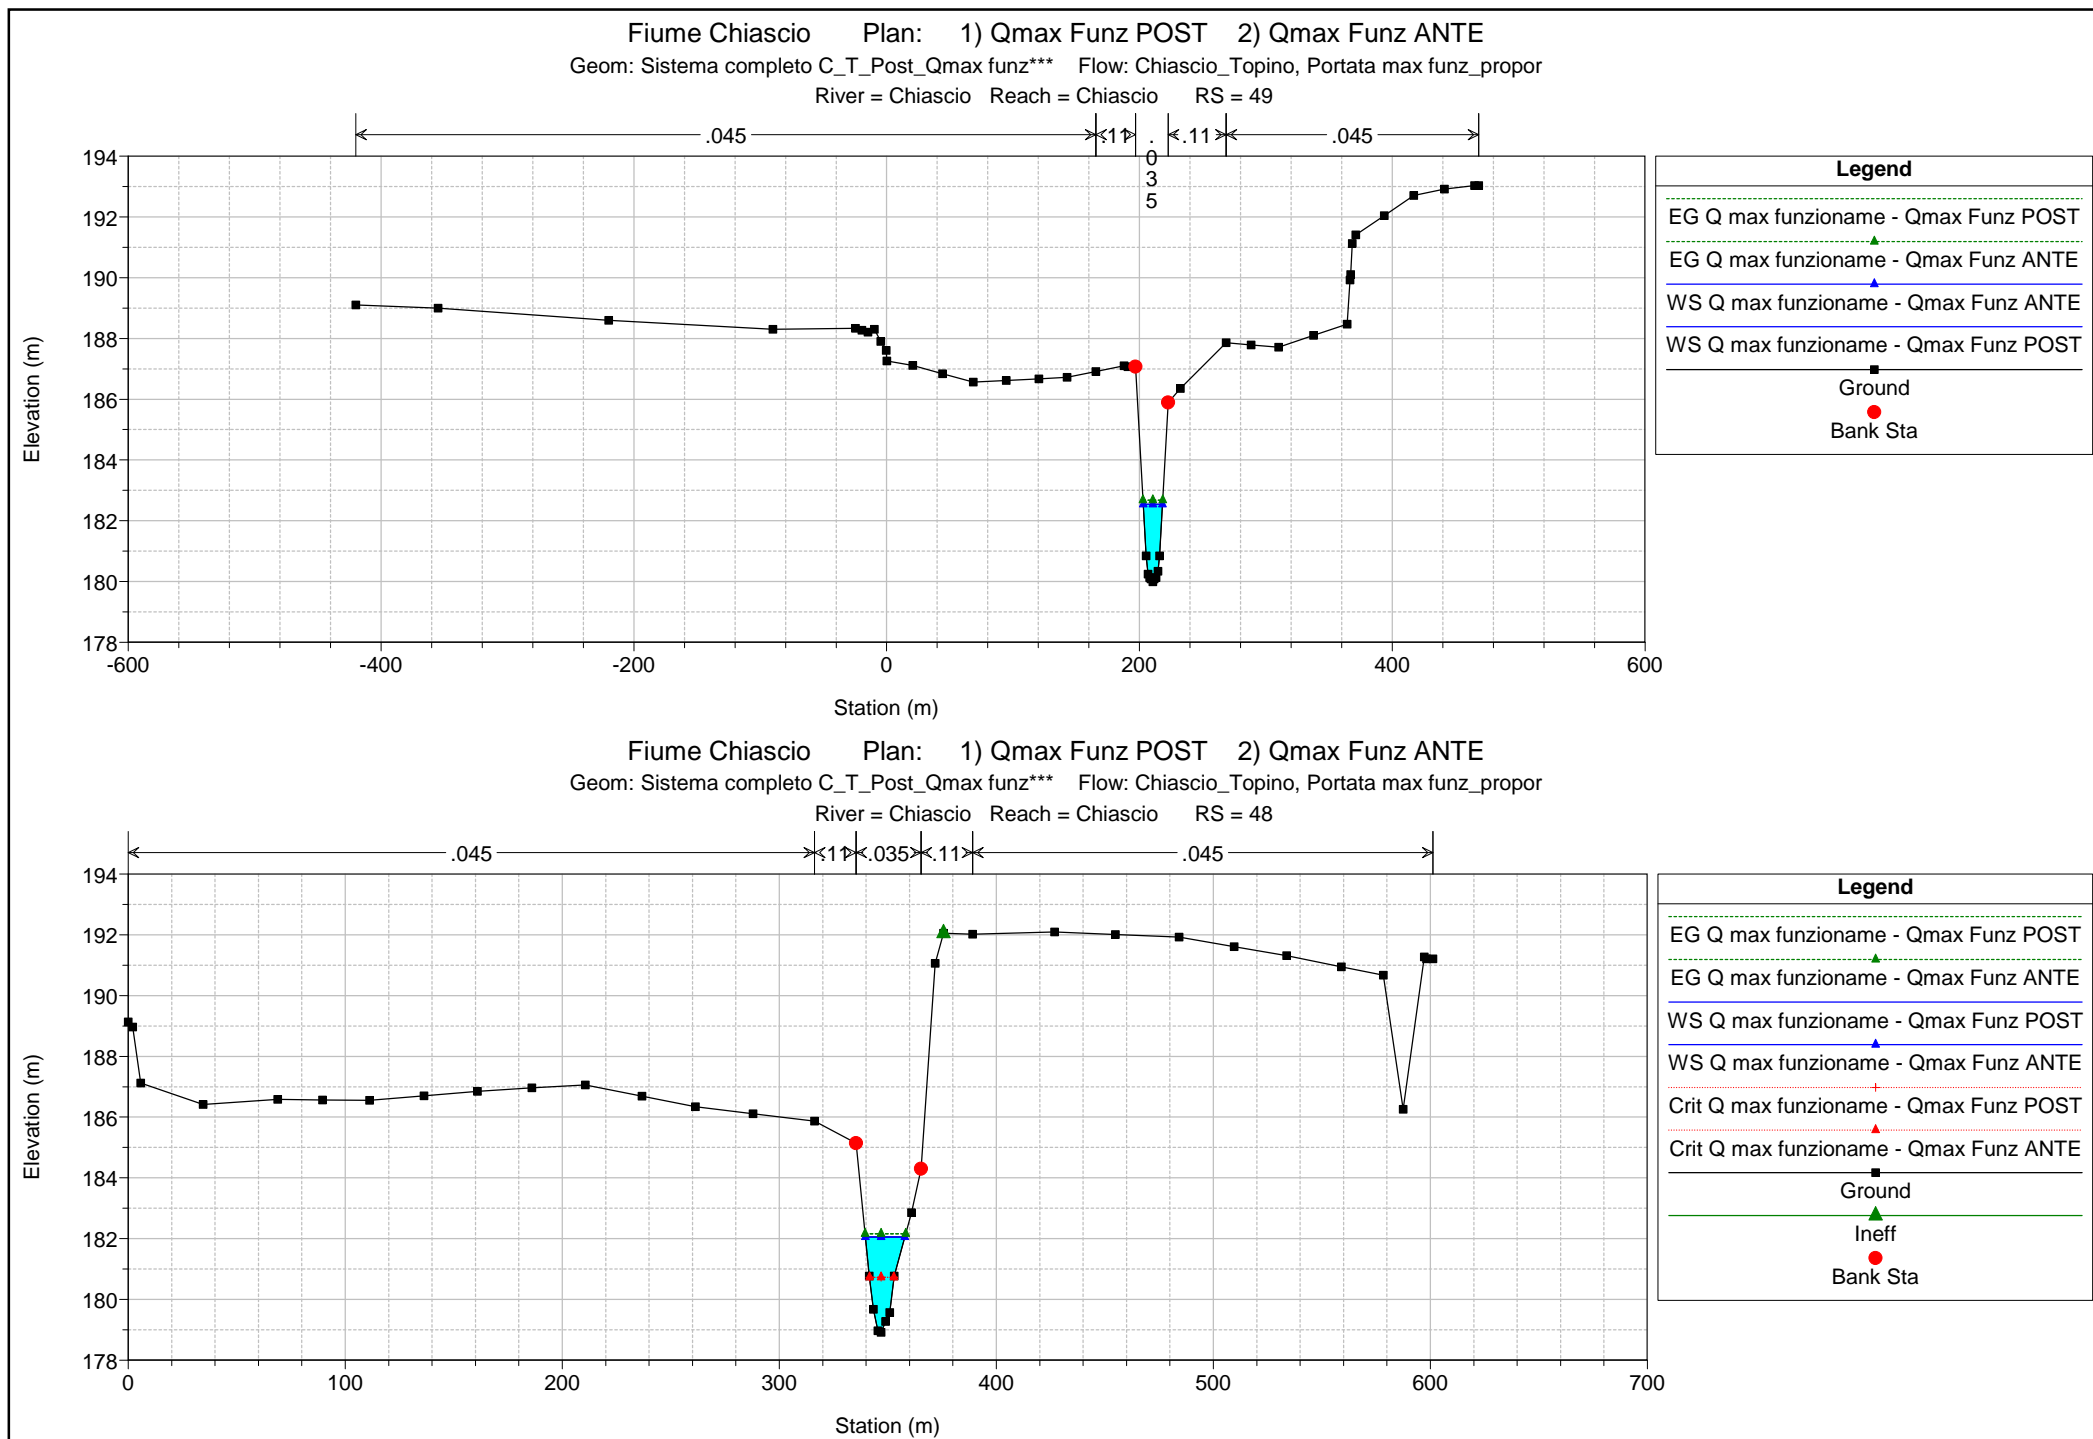 Fiume Chiascio Plan: 1) Qmax Funz POST 2) Qmax Funz ANTE
Geom: Sistema completo C_T_Post_Qmax funz*** Flow: Chiascio_Topino, Portata max funz_propor
River = Chiascio Reach = Chiascio RS = 49
.045 .11 .035 .11 .045
194
192
190
188
186
184
182
180
178
Elevation (m)
-600 -400 -200 0 200 400 600
Station (m)
Legend
EG Q max funzioname - Qmax Funz POST
EG Q max funzioname - Qmax Funz ANTE
WS Q max funzioname - Qmax Funz ANTE
WS Q max funzioname - Qmax Funz POST
Ground
Bank Sta
Fiume Chiascio Plan: 1) Qmax Funz POST 2) Qmax Funz ANTE
Geom: Sistema completo C_T_Post_Qmax funz*** Flow: Chiascio_Topino, Portata max funz_propor
River = Chiascio Reach = Chiascio RS = 48
.045 .11 .035 .11 .045
194
192
190
188
186
184
182
180
178
Elevation (m)
0 100 200 300 400 500 600 700
Station (m)
Legend
EG Q max funzioname - Qmax Funz POST
EG Q max funzioname - Qmax Funz ANTE
WS Q max funzioname - Qmax Funz POST
WS Q max funzioname - Qmax Funz ANTE
Crit Q max funzioname - Qmax Funz POST
Crit Q max funzioname - Qmax Funz ANTE
Ground
Ineff
Bank Sta